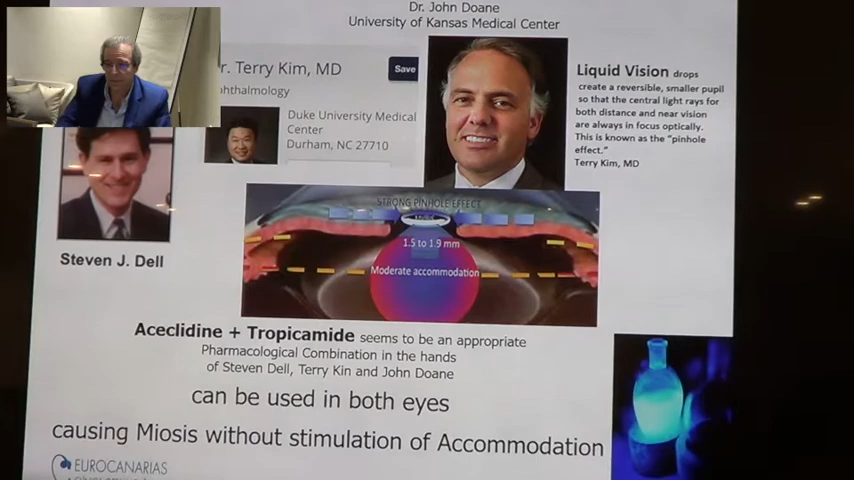 Dr. John Doane
University of Kansas Medical Center
r. Terry Kim, MD
Save
hthalmology
Duke University Medical
Center
Durham, NC 27710
Liquid Vision drops
create a reversible, smaller pupil
so that the central light rays for
both distance and near vision
are always in focus optically.
This is known as the "pinhole
effect."
Terry Kim, MD
Steven J. Dell
STRONG PINHOLE EFFECT
1.5 to 1.9 mm
Moderate accommodation
Aceclidine + Tropicamide seems to be an appropriate
Pharmacological Combination in the hands
of Steven Dell, Terry Kin and John Doane
can be used in both eyes
causing Miosis without stimulation of Accommodation
EUROCANARIAS